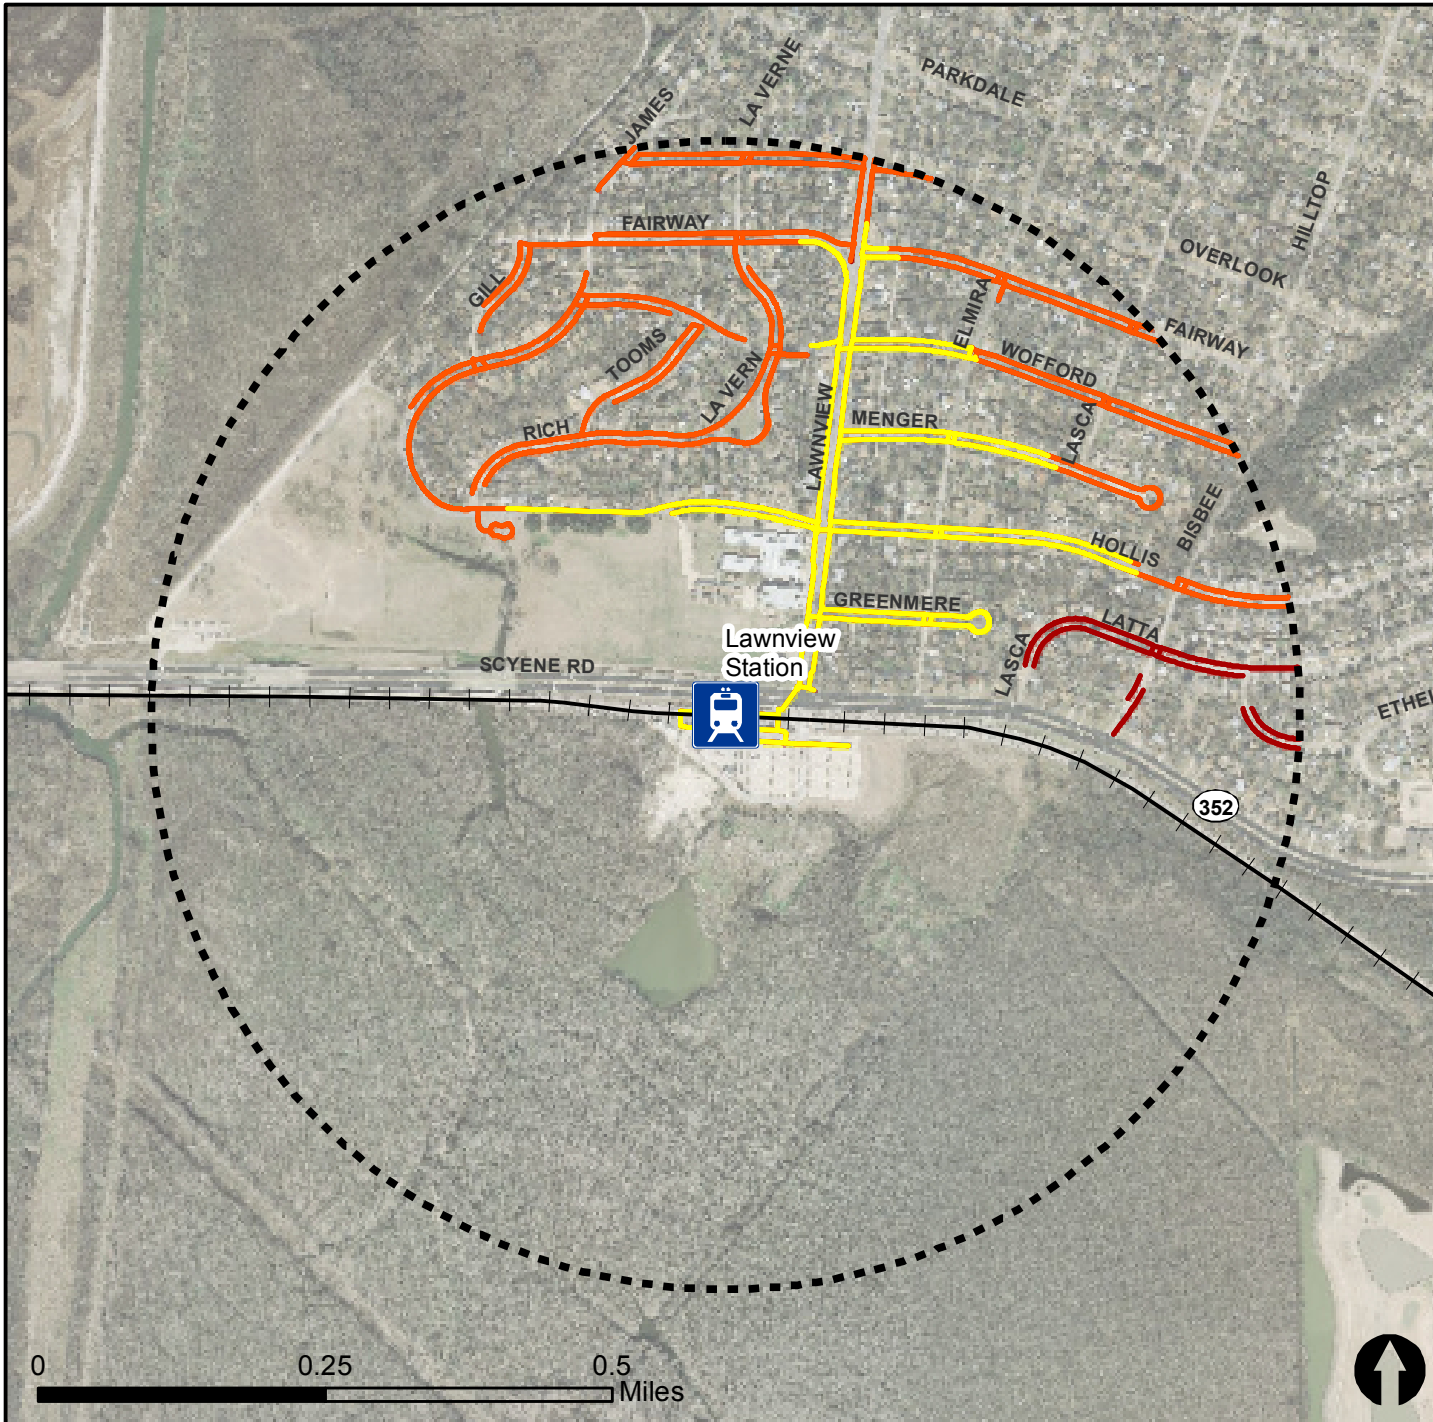 PARKDALE
LA VERNE
JAMES
HILLTOP
FAIRWAY
OVERLOOK
GILL
ELMIRA
FAIRWAY
TOOMS
WOFFORD
LA VERN
LAWNVIEW
MENGER
LASCA
RICH
BISBEE
HOLLIS
GREENMERE
LATTA
Lawnview
Station
SCYENE RD
LASCA
ETHE
352
0 0.25 0.5
Miles